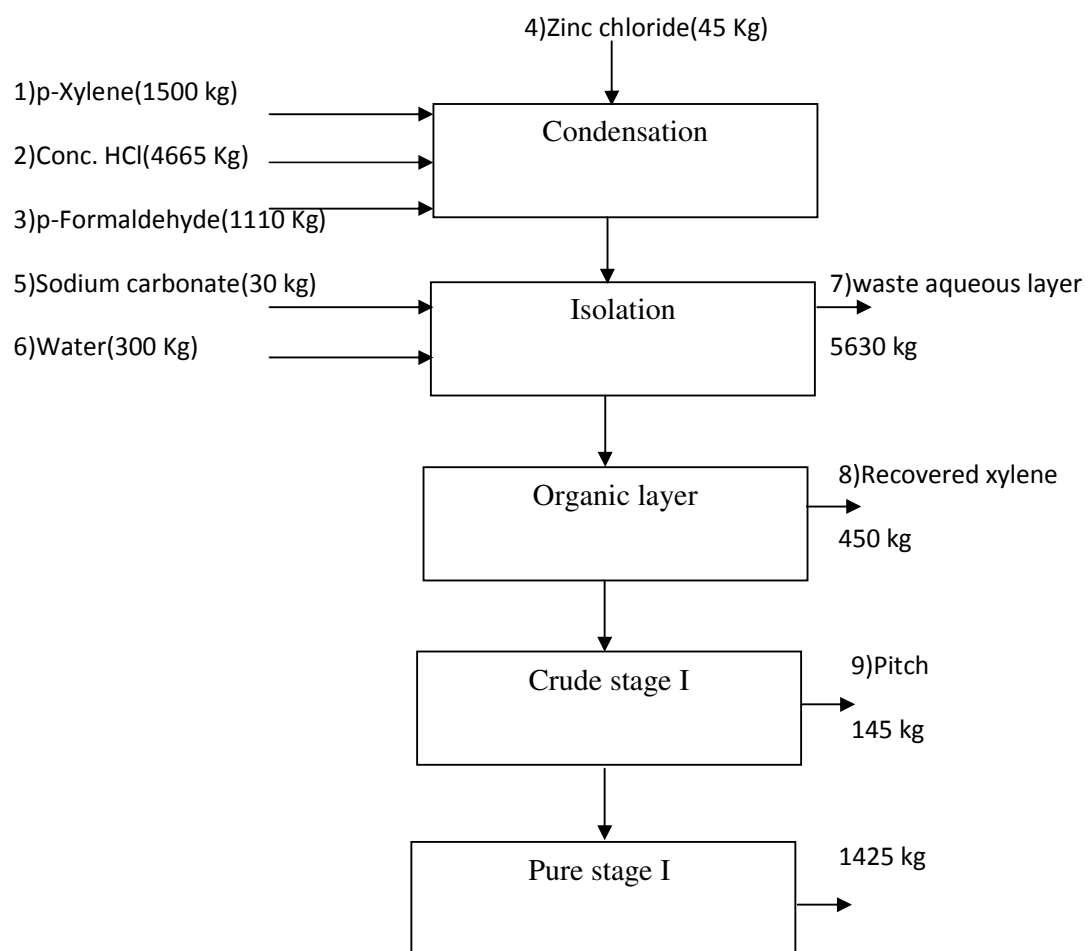 4)Zinc chloride(45 Kg)
1)p-Xylene(1500 kg)
Condensation
2)Conc. HCl(4665 Kg)
3)p-Formaldehyde(1110 Kg)
5)Sodium carbonate(30 kg)
7)waste aqueous layer
Isolation
6)Water(300 Kg)
5630 kg
8)Recovered xylene
Organic layer
450 kg
9)Pitch
Crude stage I
145 kg
1425 kg
Pure stage I